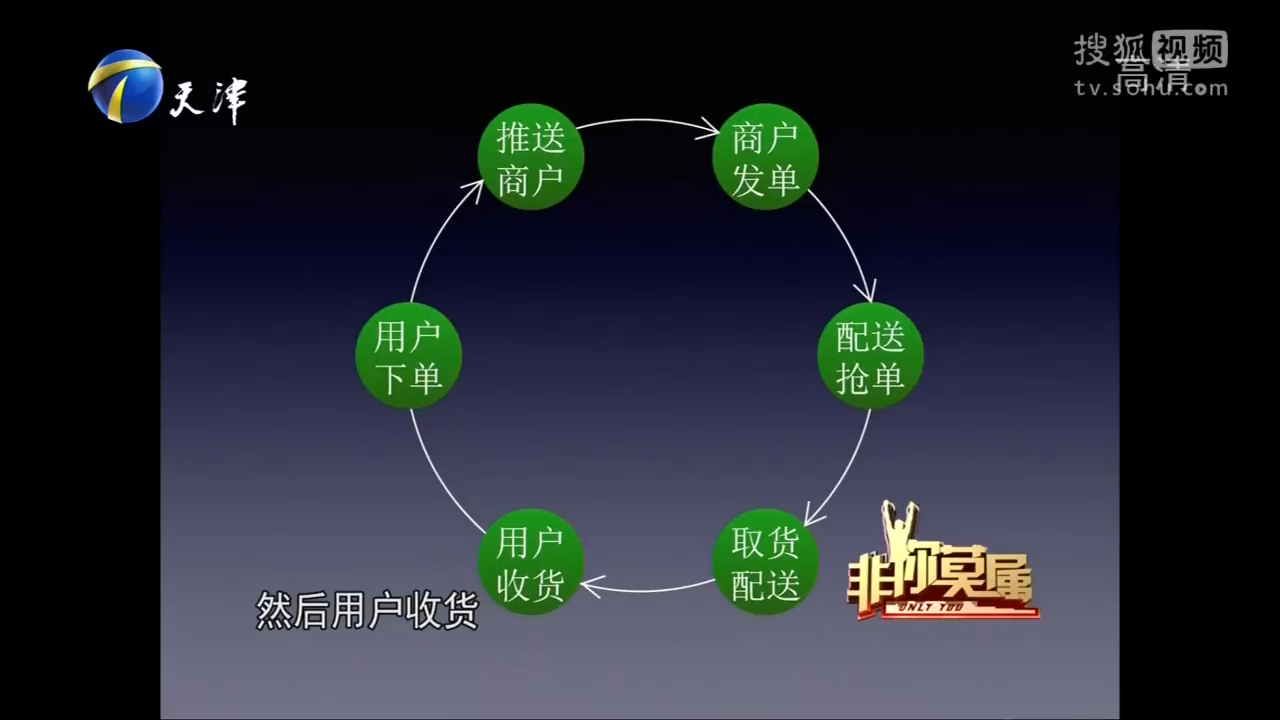 天津
搜狐视频
高清
tv.sohu.com
推送
商户
商户
发单
用户
下单
配送
抢单
用户
收货
取货
配送
然后用户收货
非你莫属
ONLY YOU